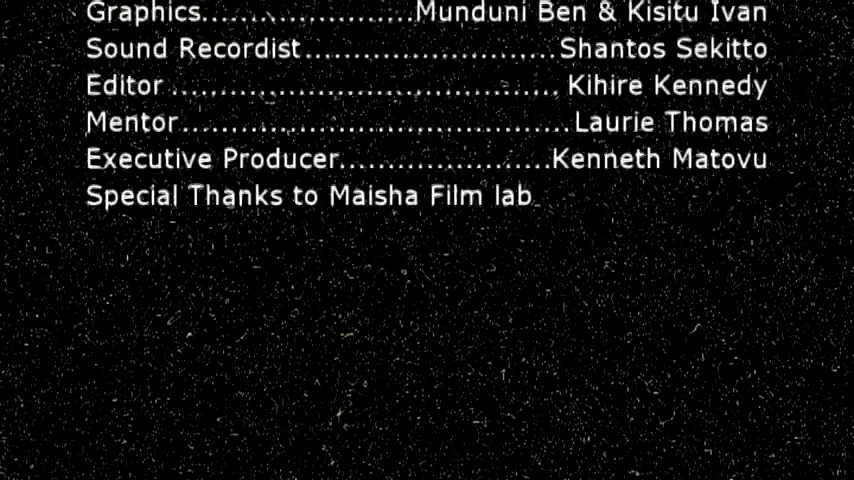 Graphics.....................Munduni Ben & Kisitu Ivan
Sound Recordist.........................Shantos Sekitto
Editor ...................................... Kihire Kennedy
Mentor......................................Laurie Thomas
Executive Producer.....................Kenneth Matovu
Special Thanks to Maisha Film lab